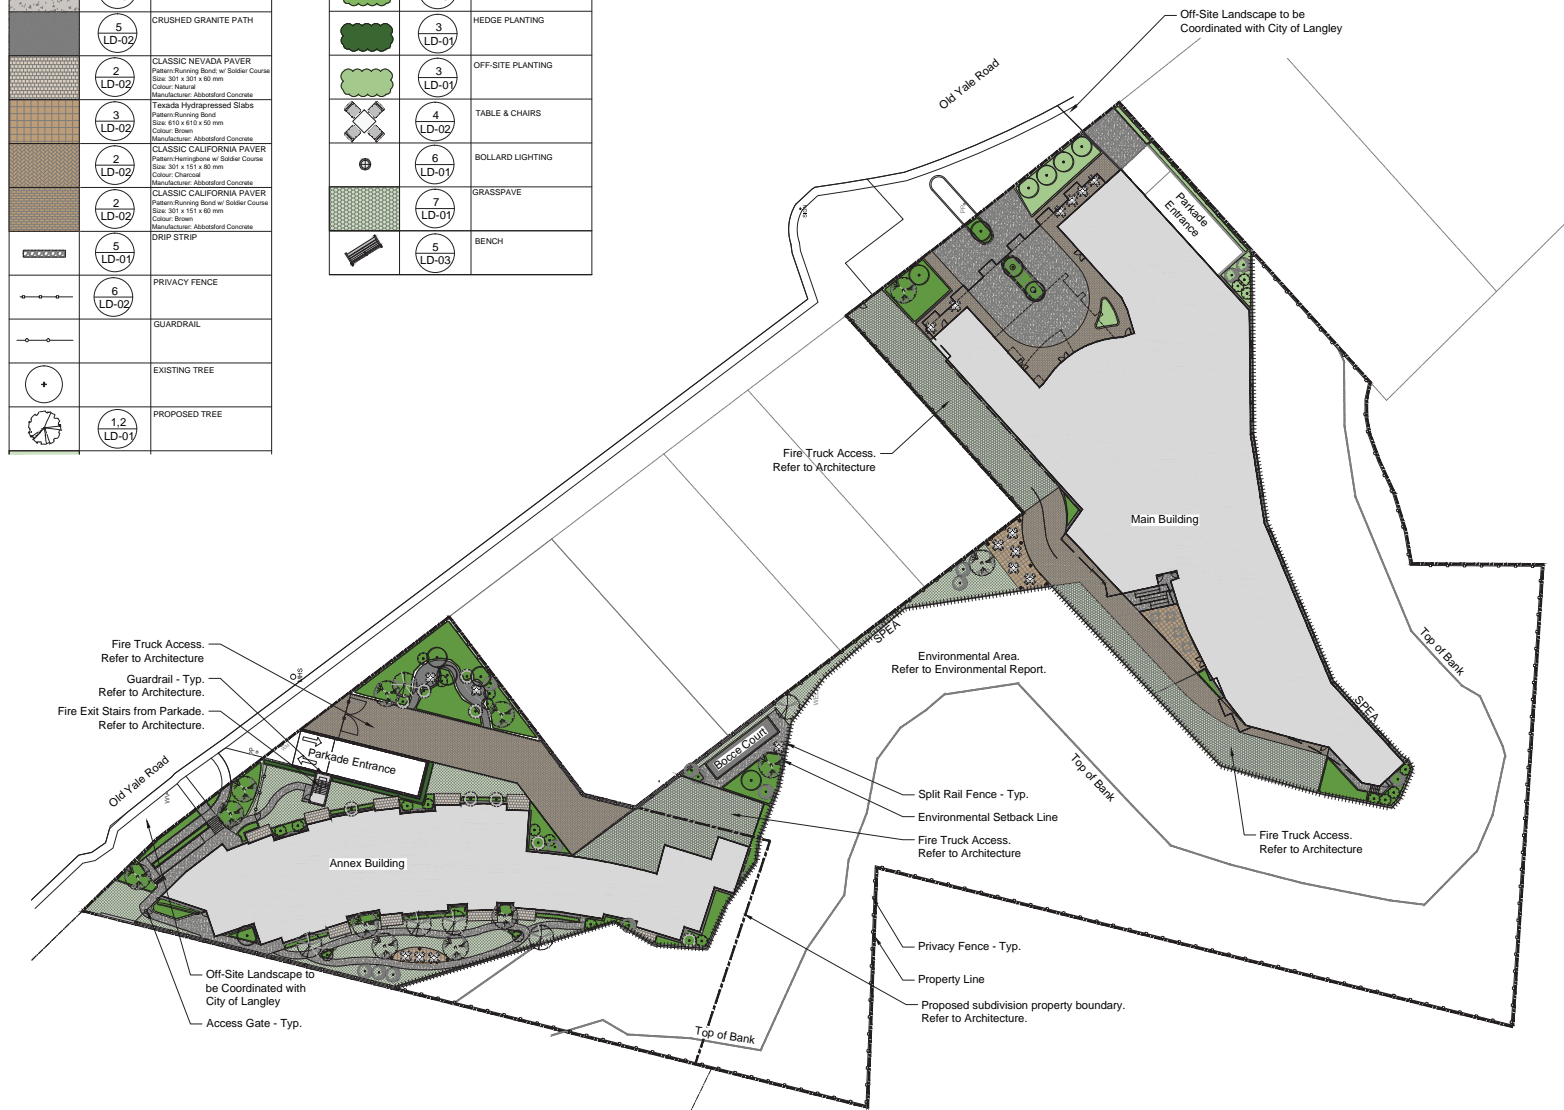 5
LD-02
CRUSHED GRANITE PATH
2
LD-02
CLASSIC NEVADA PAVER
Pattern:Running Bond; w/ Soldier Course
Size: 301 x 301 x 60 mm
Colour: Natural
Manufacturer: Abbotsford Concrete
3
LD-02
Texada Hydrapressed Slabs
Pattern:Running Bond
Size: 610 x 610 x 50 mm
Colour: Brown
Manufacturer: Abbotsford Concrete
2
LD-02
CLASSIC CALIFORNIA PAVER
Pattern:Herringbone w/ Soldier Course
Size: 301 x 151 x 80 mm
Colour: Charcoal
Manufacturer: Abbotsford Concrete
2
LD-02
CLASSIC CALIFORNIA PAVER
Pattern:Running Bond w/ Soldier Course
Size: 301 x 151 x 60 mm
Colour: Brown
Manufacturer: Abbotsford Concrete
5
LD-01
DRIP STRIP
6
LD-02
PRIVACY FENCE
GUARDRAIL
EXISTING TREE
1,2
LD-01
PROPOSED TREE
3
LD-01
HEDGE PLANTING
3
LD-01
OFF-SITE PLANTING
4
LD-02
TABLE & CHAIRS
6
LD-01
BOLLARD LIGHTING
7
LD-01
GRASSPAVE
5
LD-03
BENCH
Off-Site Landscape to be
Coordinated with City of Langley
Old Yale Road
Parkade
Entrance
Fire Truck Access.
Refer to Architecture
Main Building
Top of Bank
SPEA
SPEA
Environmental Area.
Refer to Environmental Report.
Fire Truck Access.
Refer to Architecture
Guardrail - Typ.
Refer to Architecture.
Fire Exit Stairs from Parkade.
Refer to Architecture.
Parkade Entrance
Bocce Court
Old Yale Road
Top of Bank
Split Rail Fence - Typ.
Environmental Setback Line
Fire Truck Access.
Refer to Architecture
Fire Truck Access.
Refer to Architecture
Annex Building
Privacy Fence - Typ.
Property Line
Proposed subdivision property boundary.
Refer to Architecture.
Off-Site Landscape to
be Coordinated with
City of Langley
Access Gate - Typ.
Top of Bank